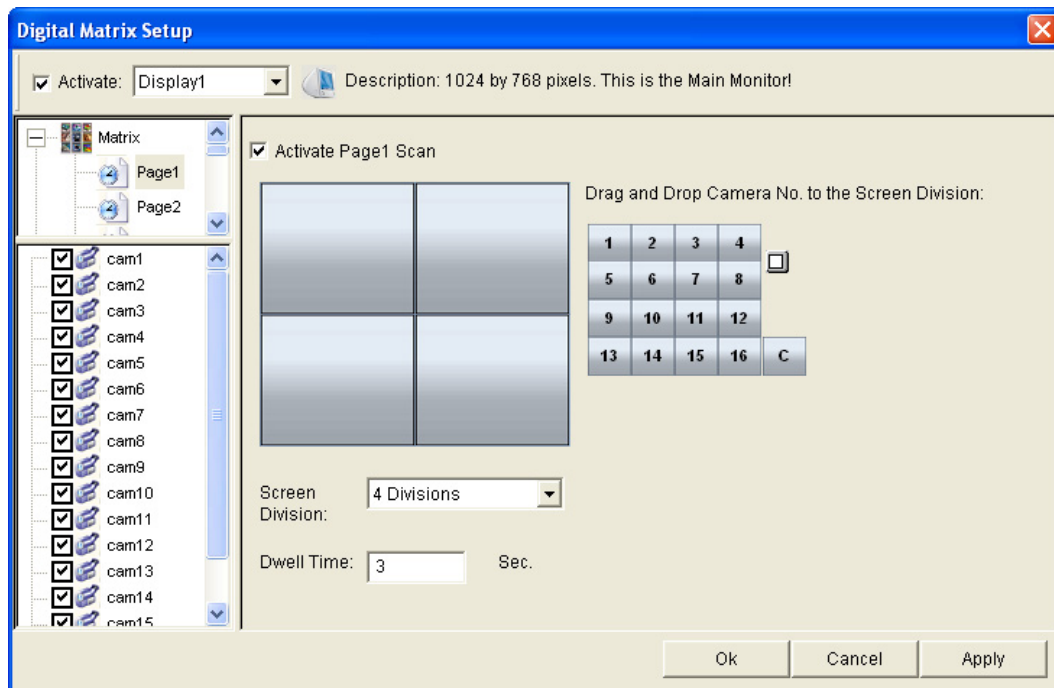 Digital Matrix Setup
Activate: Display1 Description: 1024 by 768 pixels. This is the Main Monitor!
Matrix
Page1
Page2
cam1
cam2
cam3
cam4
cam5
cam6
cam7
cam8
cam9
cam10
cam11
cam12
cam13
cam14
cam15
Activate Page1 Scan
Drag and Drop Camera No. to the Screen Division:
1 2 3 4
5 6 7 8
9 10 11 12
13 14 15 16 C
Screen
Division:
4 Divisions
Dwell Time: 3 Sec.
Ok Cancel Apply